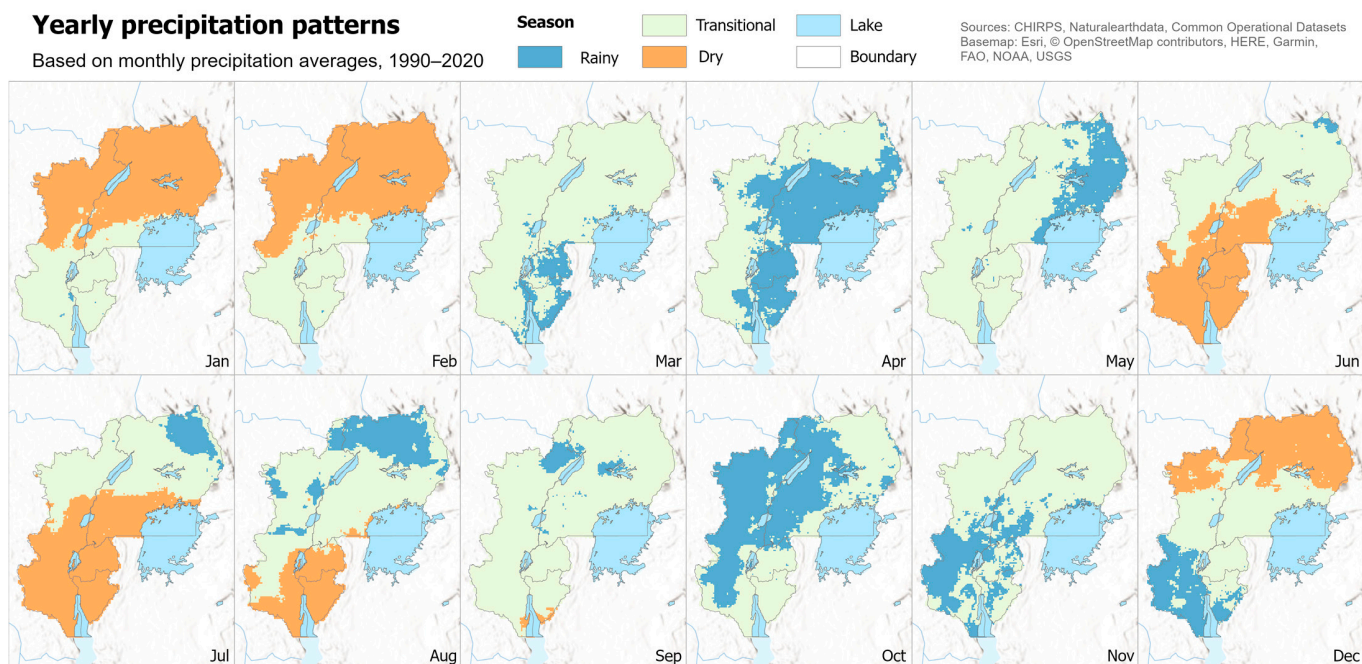 Yearly precipitation patterns
Based on monthly precipitation averages, 1990–2020
Season
Rainy
Transitional
Dry
Lake
Boundary
Sources: CHIRPS, Naturalearthdata, Common Operational Datasets
Basemap: Esri, © OpenStreetMap contributors, HERE, Garmin,
FAO, NOAA, USGS
Jan
Feb
Mar
Apr
May
Jun
Jul
Aug
Sep
Oct
Nov
Dec